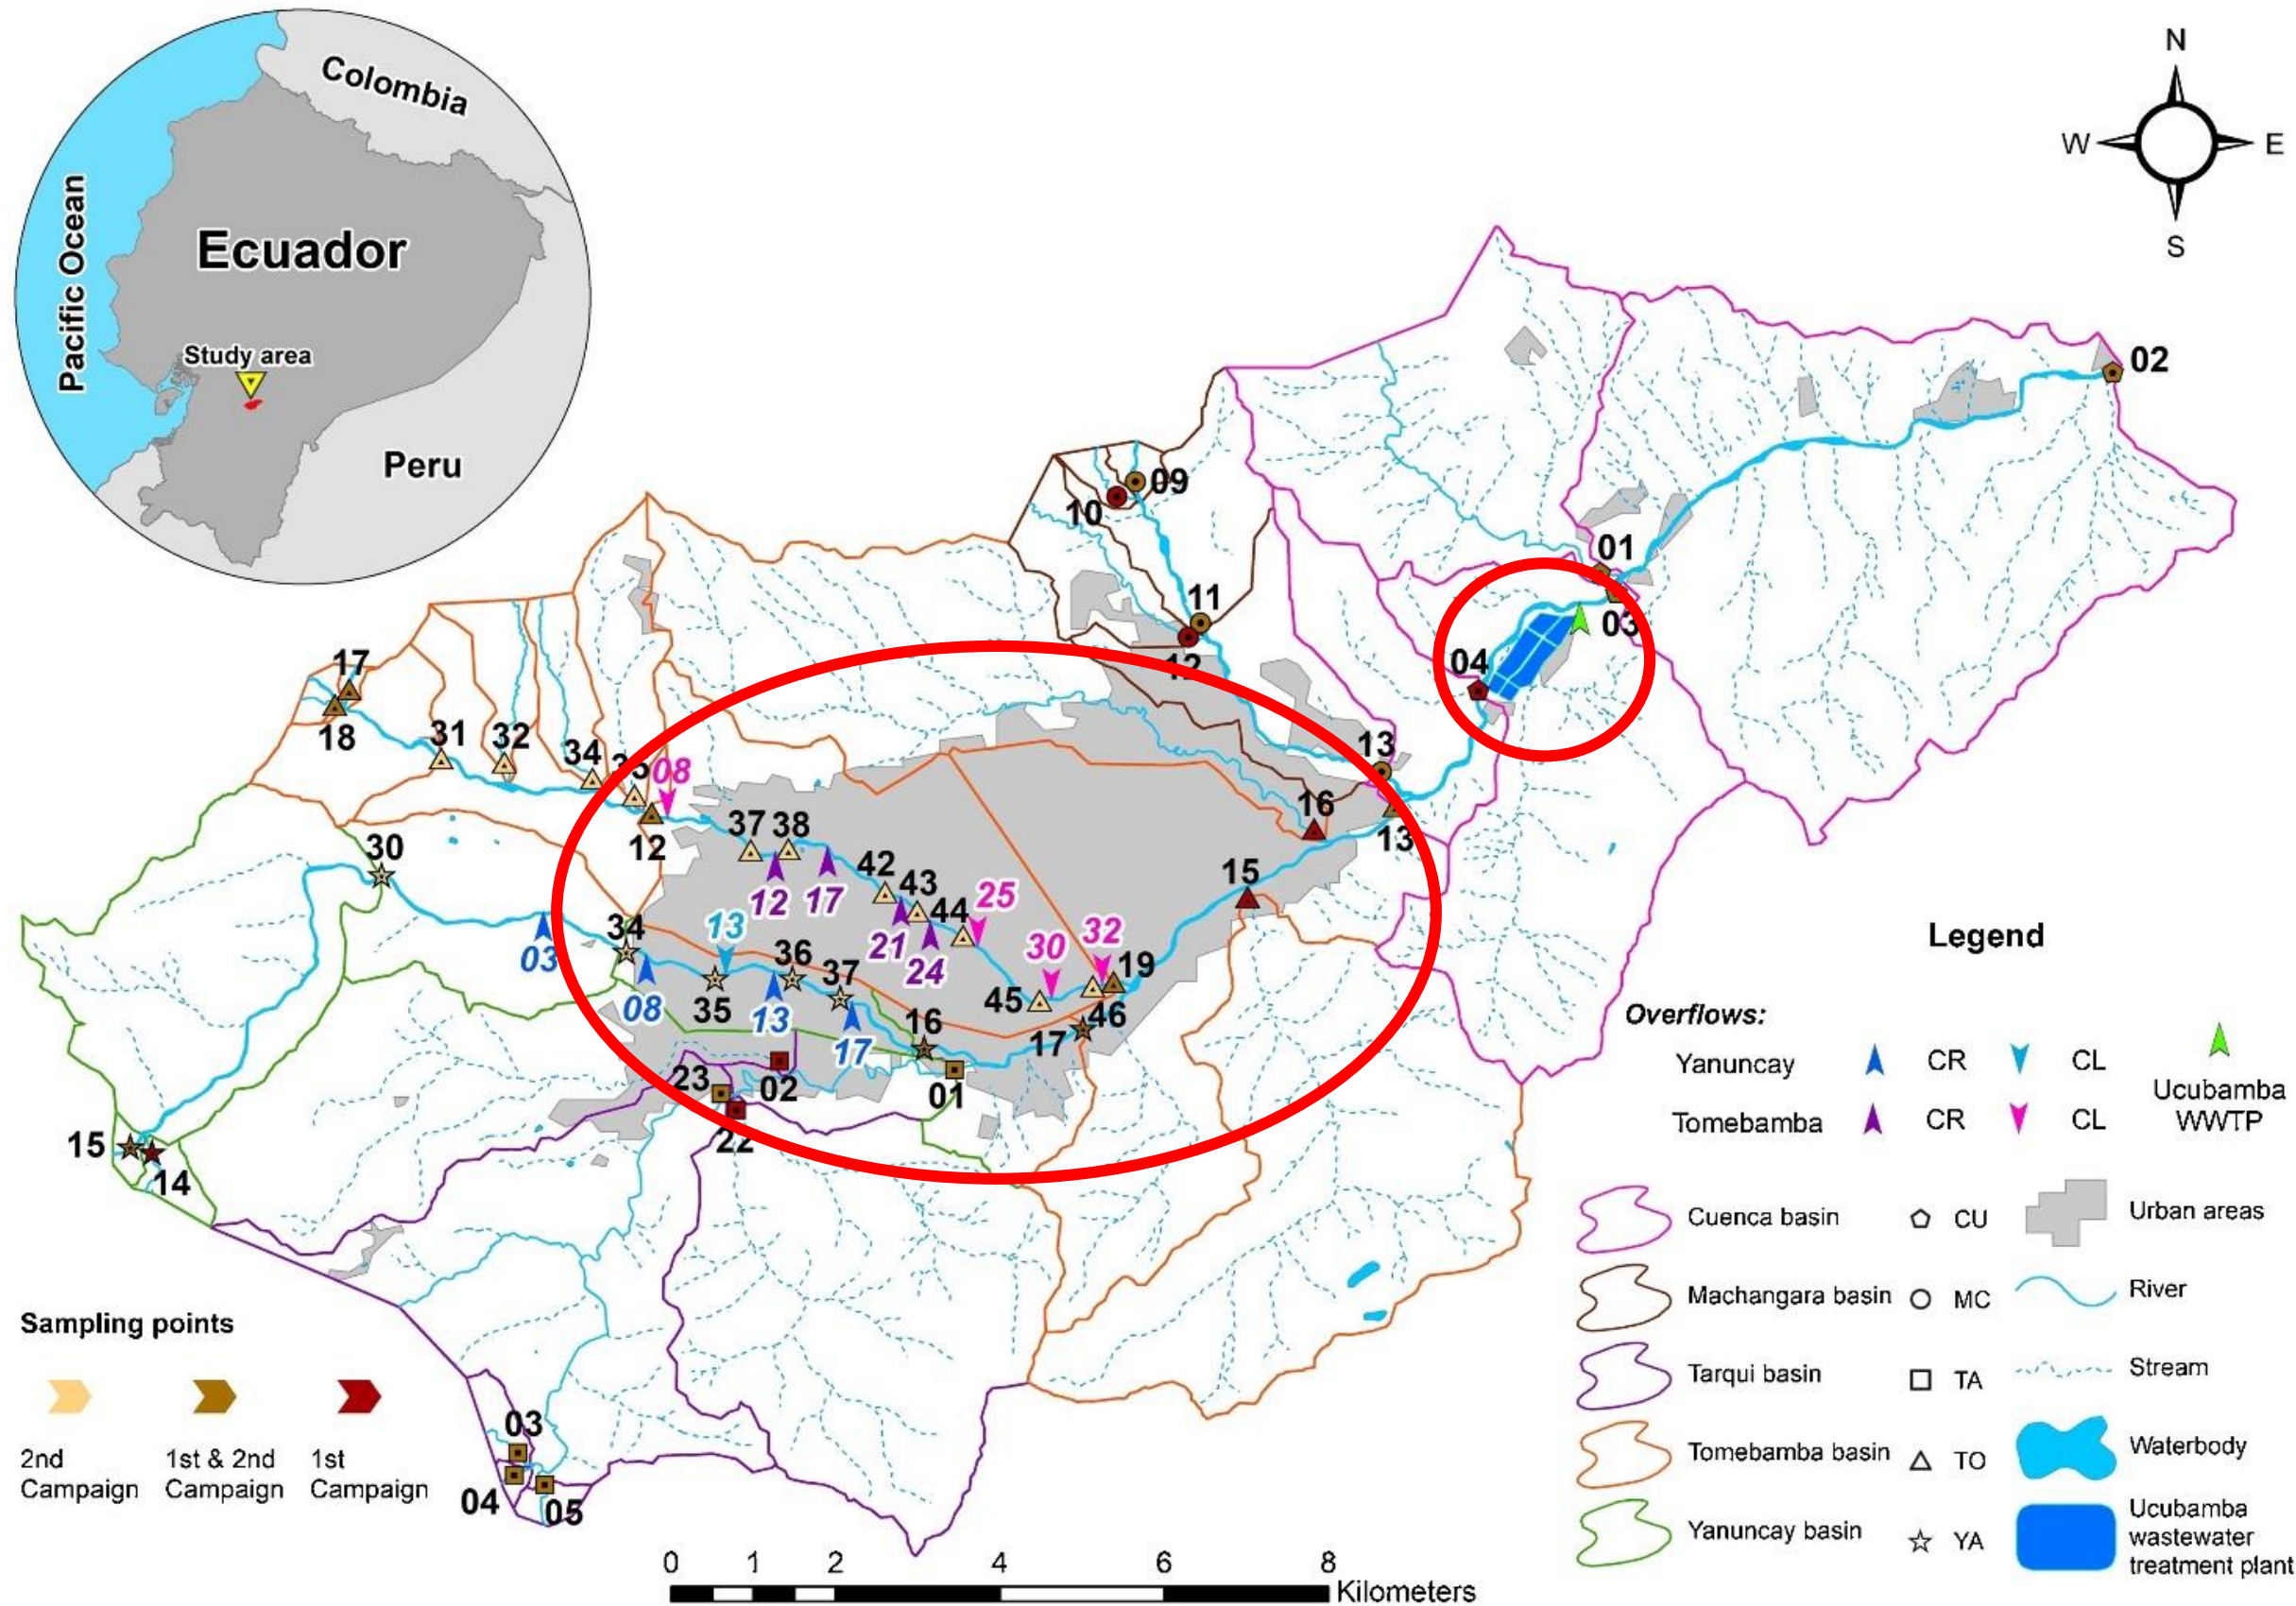 Colombia
Pacific Ocean
Ecuador
Study area
Peru
N
W
E
S
02
09
10
01
11
03
12
04
17
18
31
32
34
35
08
13
16
13
37
38
12
30
42
43
15
12
17
44
25
34
13
21
24
30
32
03
36
19
37
45
08
35
13
46
16
17
17
23
02
01
22
15
14
Legend
Overflows:
Yanuncay
CR
CL
Tomebamba
CR
CL
Ucubamba
WWTP
Cuenca basin
CU
Urban areas
Machangara basin
MC
River
Tarqui basin
TA
Stream
Tomebamba basin
TO
Waterbody
Yanuncay basin
YA
Ucubamba
wastewater
treatment plant
Sampling points
2nd
Campaign
1st & 2nd
Campaign
1st
Campaign
03
04
05
0
1
2
4
6
8
Kilometers